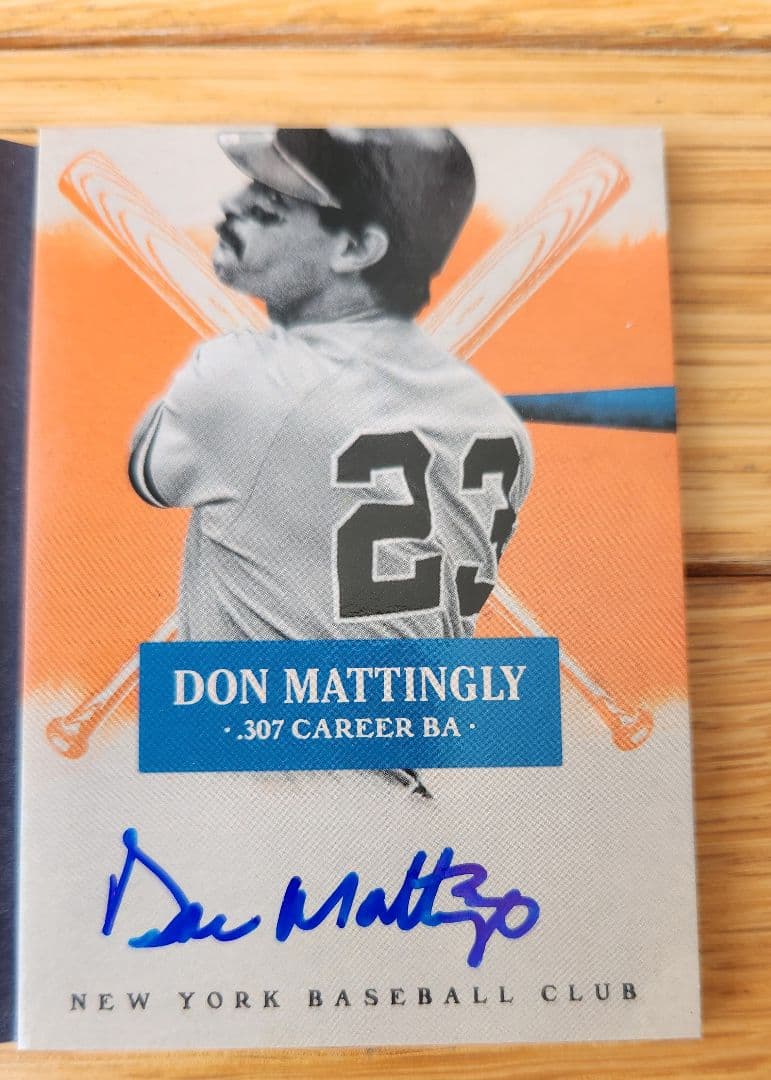 23
DON MATTINGLY
· .307 CAREER BA ·
Don Mattingly
NEW YORK BASEBALL CLUB